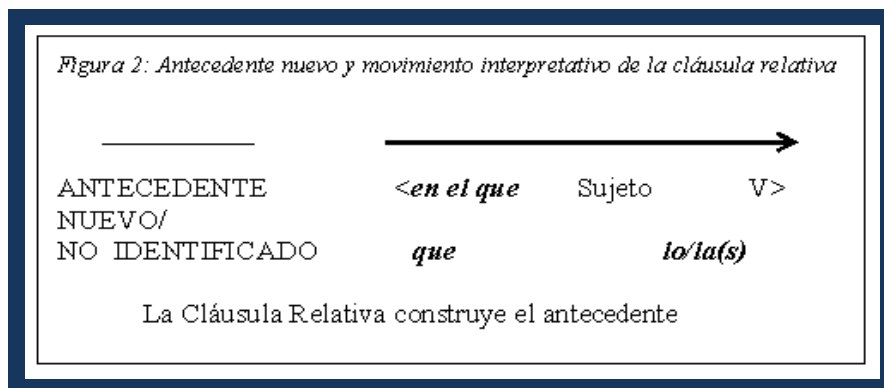 Figura 2: Antecedente nuevo y movimiento interpretativo de la cláusula relativa
ANTECEDENTE <en el que Sujeto V>
NUEVO/
NO IDENTIFICADO que lo/la(s)
La Cláusula Relativa construye el antecedente